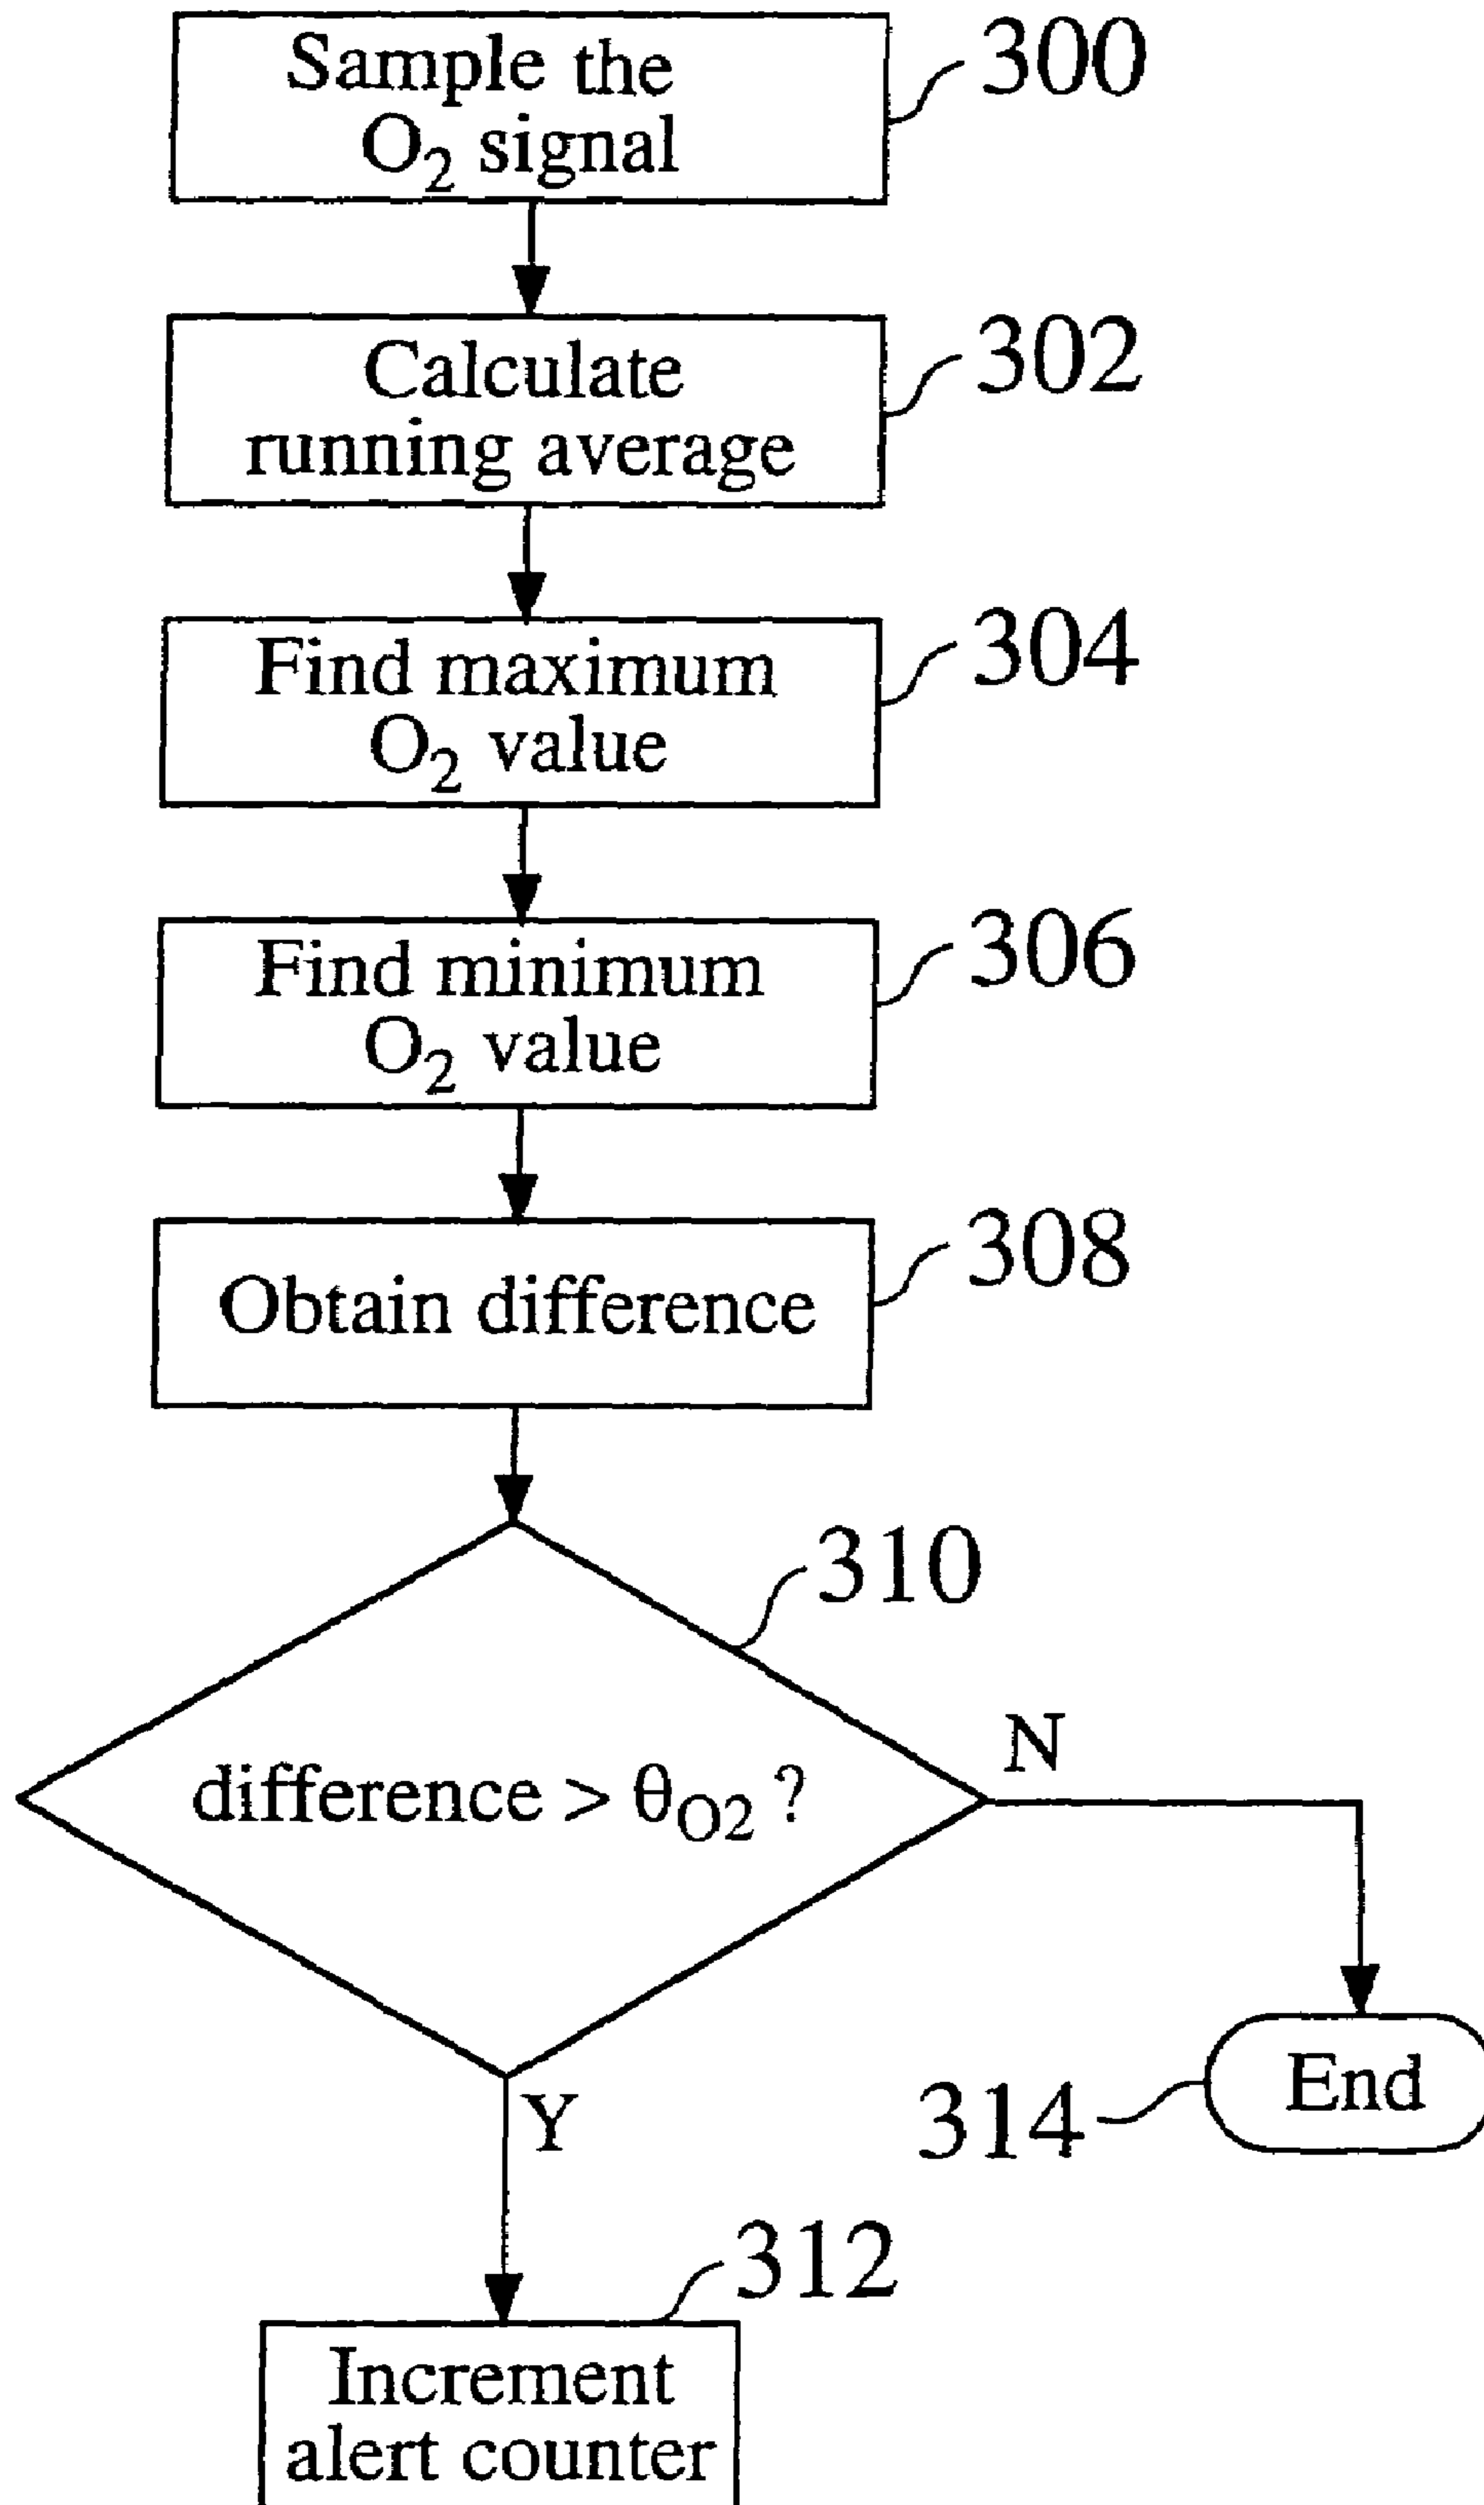 Sample the
O₂ signal
300
Calculate
running average
302
Find maximum
O₂ value
304
Find minimum
O₂ value
306
Obtain difference
308
310
difference > θO2 ?
N
End
314
Y
312
Increment
alert counter